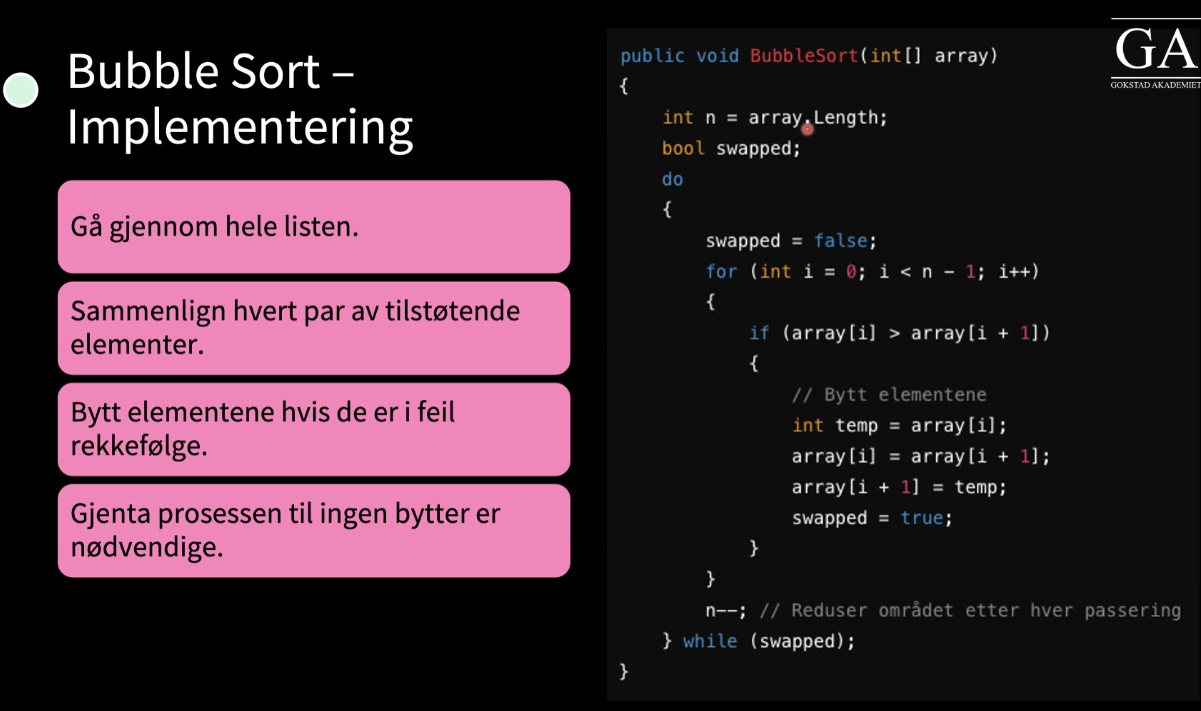 Bubble Sort –
Implementering
Gå gjennom hele listen.
Sammenlign hvert par av tilstøtende
elementer.
Bytt elementene hvis de er i feil
rekkefølge.
Gjenta prosessen til ingen bytter er
nødvendige.
public void BubbleSort(int[] array)
{
    int n = array.Length;
    bool swapped;
    do
    {
        swapped = false;
        for (int i = 0; i < n - 1; i++)
        {
            if (array[i] > array[i + 1])
            {
                // Bytt elementene
                int temp = array[i];
                array[i] = array[i + 1];
                array[i + 1] = temp;
                swapped = true;
            }
        }
        n--; // Reduser området etter hver passering
    } while (swapped);
}
GA
GOKSTAD AKADEMIET